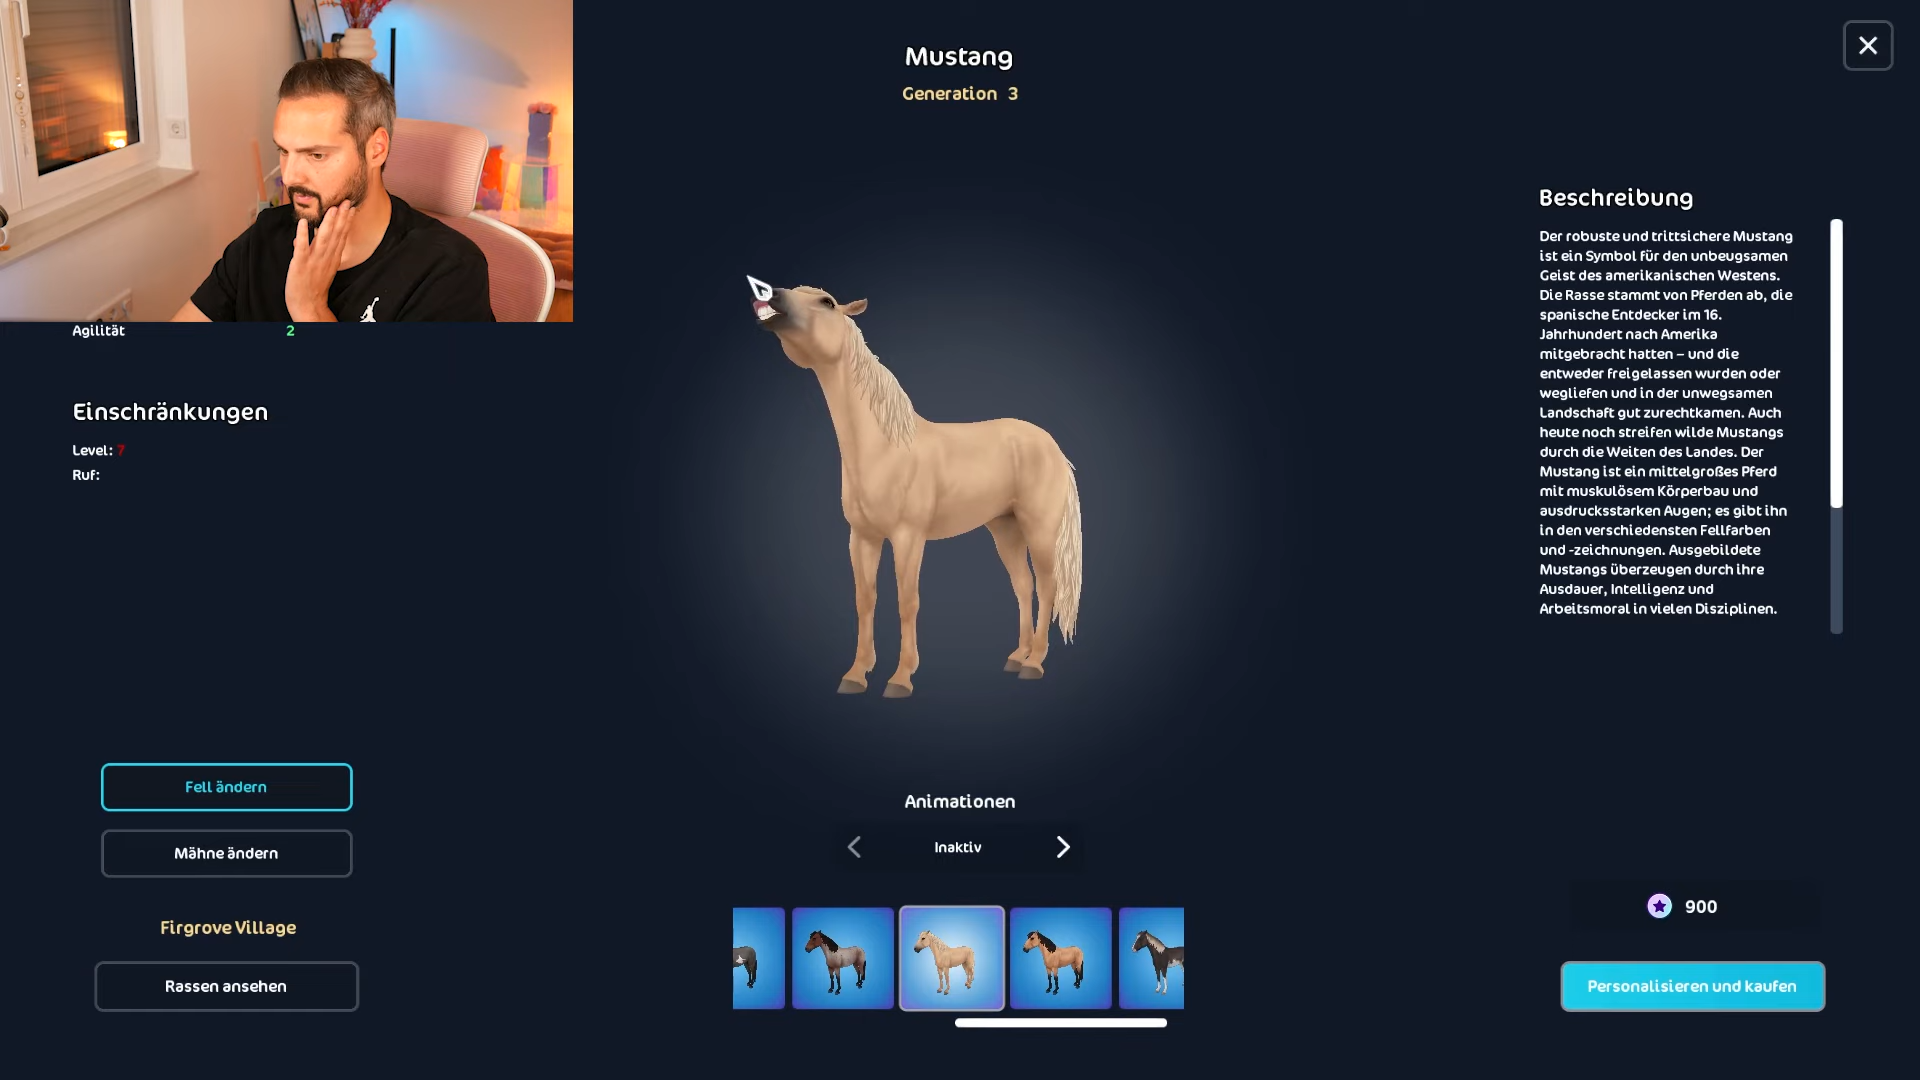 Mustang
Generation 3
Agilität 2
Einschränkungen
Level: 7
Ruf:
Fell ändern
Mähne ändern
Firgrove Village
Rassen ansehen
Animationen
Inaktiv
Beschreibung
Der robuste und trittsichere Mustang
ist ein Symbol für den unbeugsamen
Geist des amerikanischen Westens.
Die Rasse stammt von Pferden ab, die
spanische Entdecker im 16.
Jahrhundert nach Amerika
mitgebracht hatten – und die
entweder freigelassen wurden oder
wegliefen und in der unwegsamen
Landschaft gut zurechtkamen. Auch
heute noch streifen wilde Mustangs
durch die Weiten des Landes. Der
Mustang ist ein mittelgroßes Pferd
mit muskulösem Körperbau und
ausdrucksstarken Augen; es gibt ihn
in den verschiedensten Fellfarben
und -zeichnungen. Ausgebildete
Mustangs überzeugen durch ihre
Ausdauer, Intelligenz und
Arbeitsmoral in vielen Disziplinen.
900
Personalisieren und kaufen